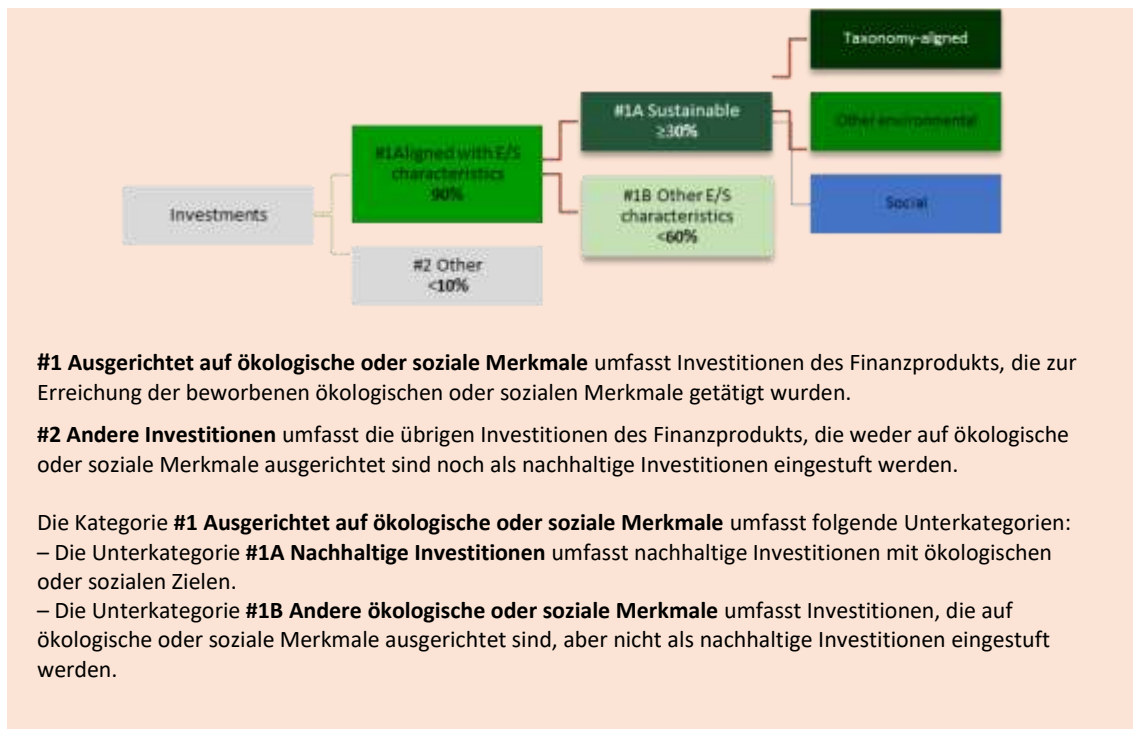 Taxonomy-aligned
#1A Sustainable
≥30%
Other environmental
#1Aligned with E/S
characteristics
90%
#1B Other E/S
characteristics
<60%
Social
Investments
#2 Other
<10%
#1 Ausgerichtet auf ökologische oder soziale Merkmale umfasst Investitionen des Finanzprodukts, die zur
Erreichung der beworbenen ökologischen oder sozialen Merkmale getätigt wurden.
#2 Andere Investitionen umfasst die übrigen Investitionen des Finanzprodukts, die weder auf ökologische
oder soziale Merkmale ausgerichtet sind noch als nachhaltige Investitionen eingestuft werden.
Die Kategorie #1 Ausgerichtet auf ökologische oder soziale Merkmale umfasst folgende Unterkategorien:
– Die Unterkategorie #1A Nachhaltige Investitionen umfasst nachhaltige Investitionen mit ökologischen
oder sozialen Zielen.
– Die Unterkategorie #1B Andere ökologische oder soziale Merkmale umfasst Investitionen, die auf
ökologische oder soziale Merkmale ausgerichtet sind, aber nicht als nachhaltige Investitionen eingestuft
werden.